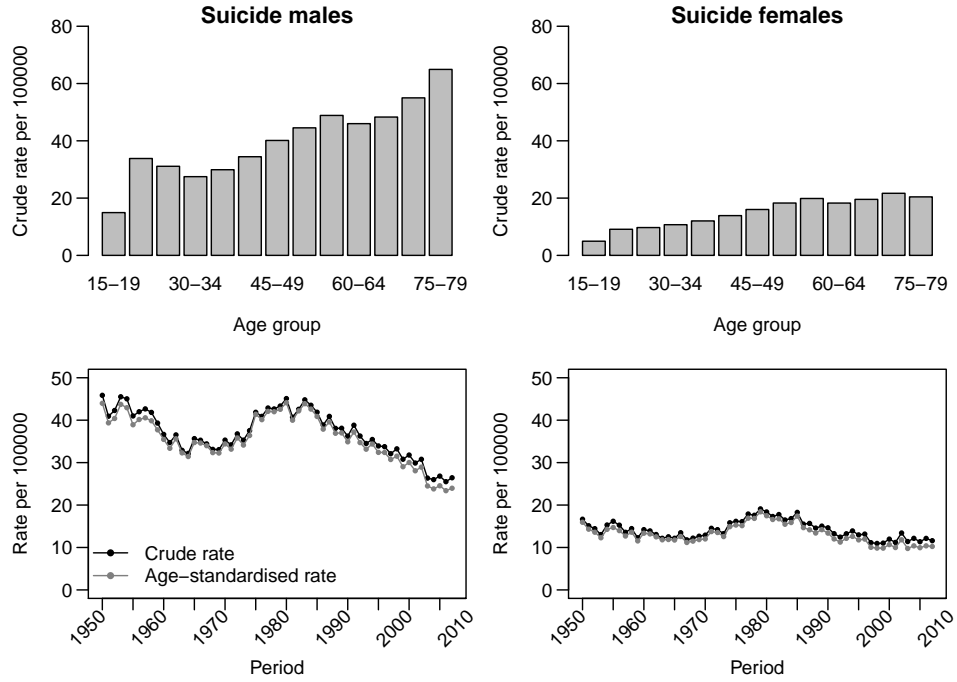 Suicide males
Crude rate per 100000
80
60
40
20
0
15−19 30−34 45−49 60−64 75−79
Age group
Suicide females
Crude rate per 100000
80
60
40
20
0
15−19 30−34 45−49 60−64 75−79
Age group
Rate per 100000
50
40
30
20
10
0
Crude rate
Age−standardised rate
1950 1960 1970 1980 1990 2000 2010
Period
Rate per 100000
50
40
30
20
10
0
1950 1960 1970 1980 1990 2000 2010
Period